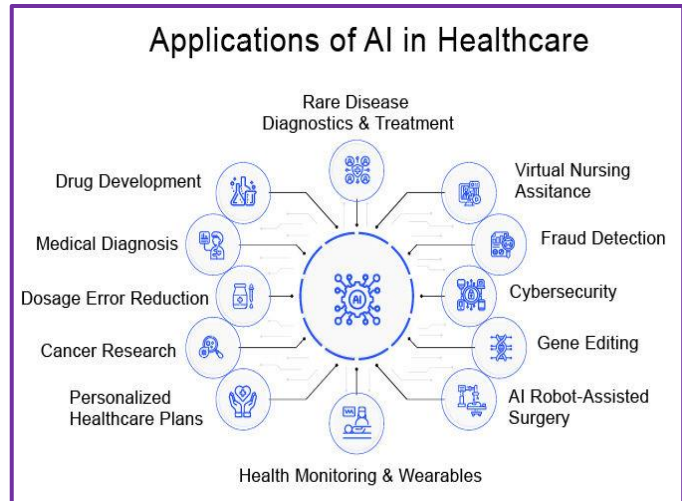 Applications of AI in Healthcare
Rare Disease
Diagnostics & Treatment
Drug Development
Virtual Nursing
Assitance
Medical Diagnosis
Fraud Detection
Dosage Error Reduction
AI
Cybersecurity
Cancer Research
Gene Editing
Personalized
Healthcare Plans
AI Robot-Assisted
Surgery
Health Monitoring & Wearables